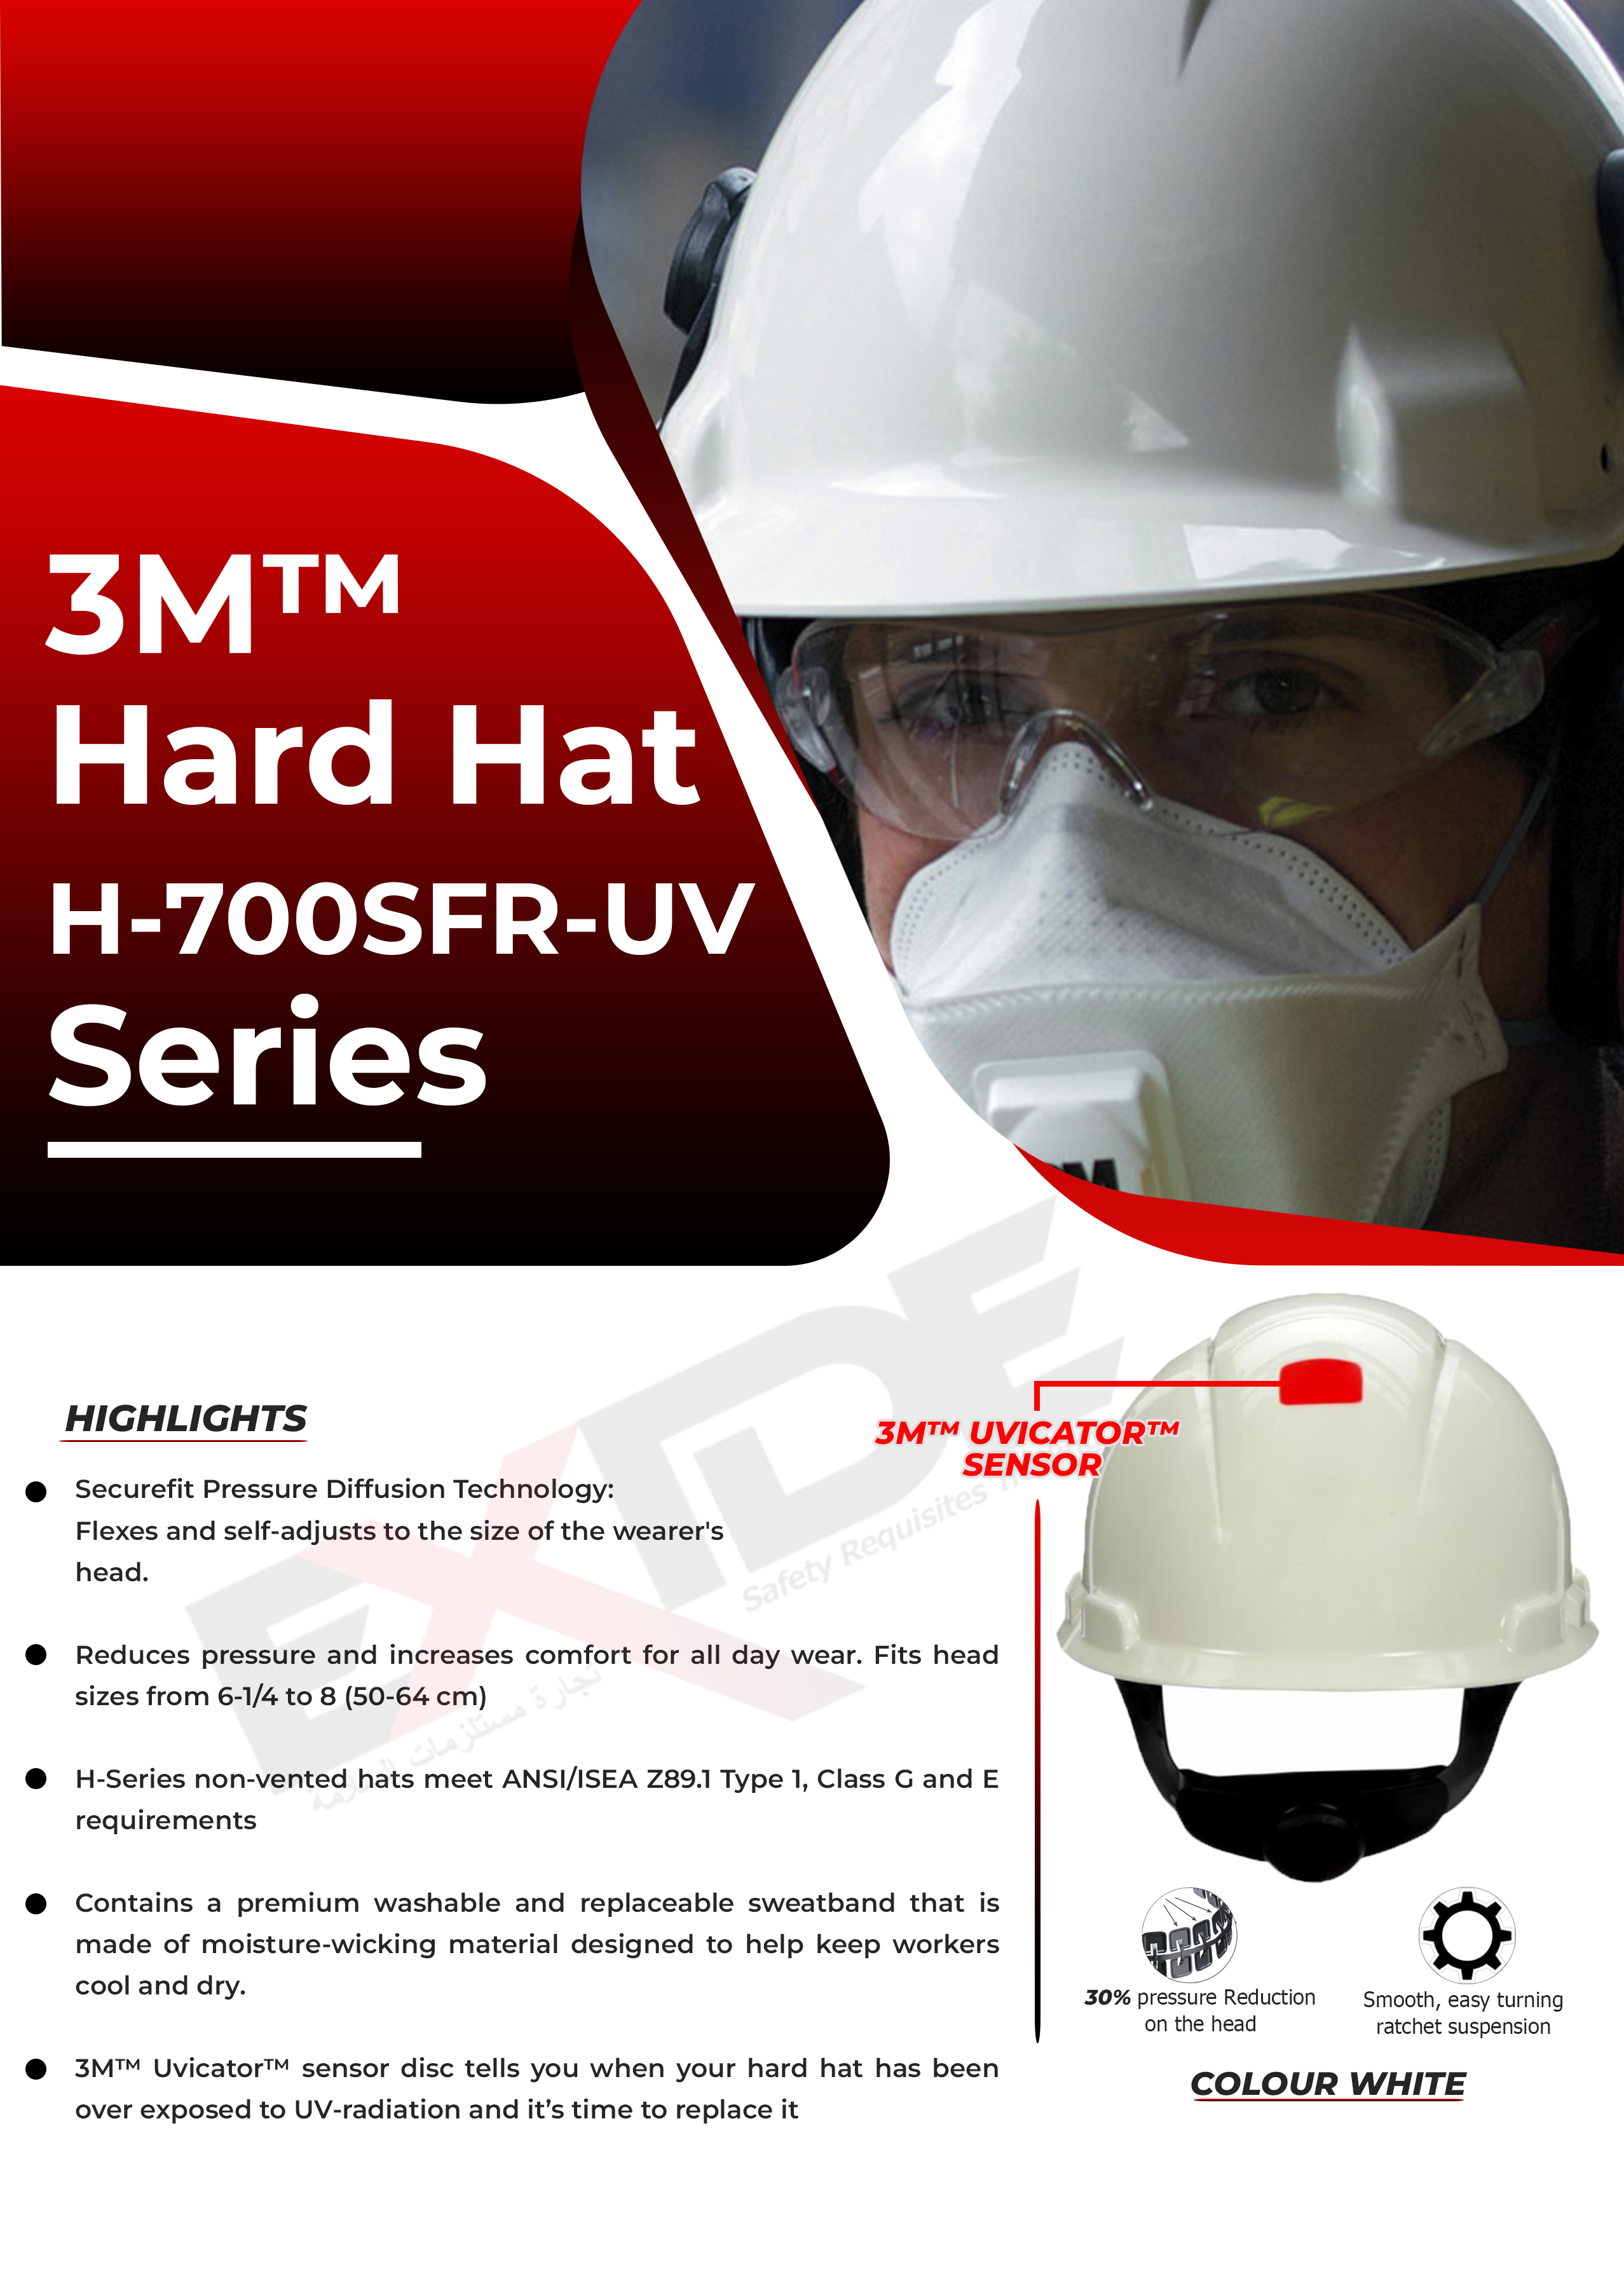 3M™
Hard Hat
H-700SFR-UV
Series
HIGHLIGHTS
Securefit Pressure Diffusion Technology:
Flexes and self-adjusts to the size of the wearer's
head.
Reduces pressure and increases comfort for all day wear. Fits head
sizes from 6-1/4 to 8 (50-64 cm)
H-Series non-vented hats meet ANSI/ISEA Z89.1 Type 1, Class G and E
requirements
Contains a premium washable and replaceable sweatband that is
made of moisture-wicking material designed to help keep workers
cool and dry.
3M™ Uvicator™ sensor disc tells you when your hard hat has been
over exposed to UV-radiation and it’s time to replace it
EXIDE
Safety Requisites
تجارة مستلزمات
3M™ UVICATOR™
SENSOR
30% pressure Reduction
on the head
Smooth, easy turning
ratchet suspension
COLOUR WHITE